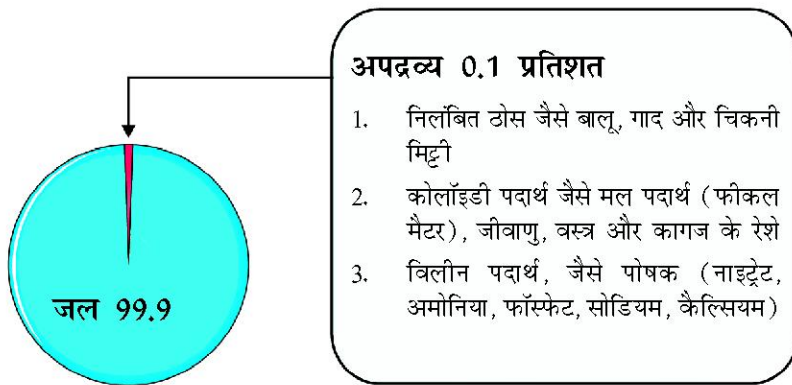 अपद्रव्य 0.1 प्रतिशत
1. निलंबित ठोस जैसे बालू, गाद और चिकनी
मिट्टी
2. कोलॉइडी पदार्थ जैसे मल पदार्थ (फीकल
मैटर), जीवाणु, वस्त्र और कागज के रेशे
3. विलीन पदार्थ, जैसे पोषक (नाइट्रेट,
अमोनिया, फॉस्फेट, सोडियम, कैल्सियम)
जल 99.9